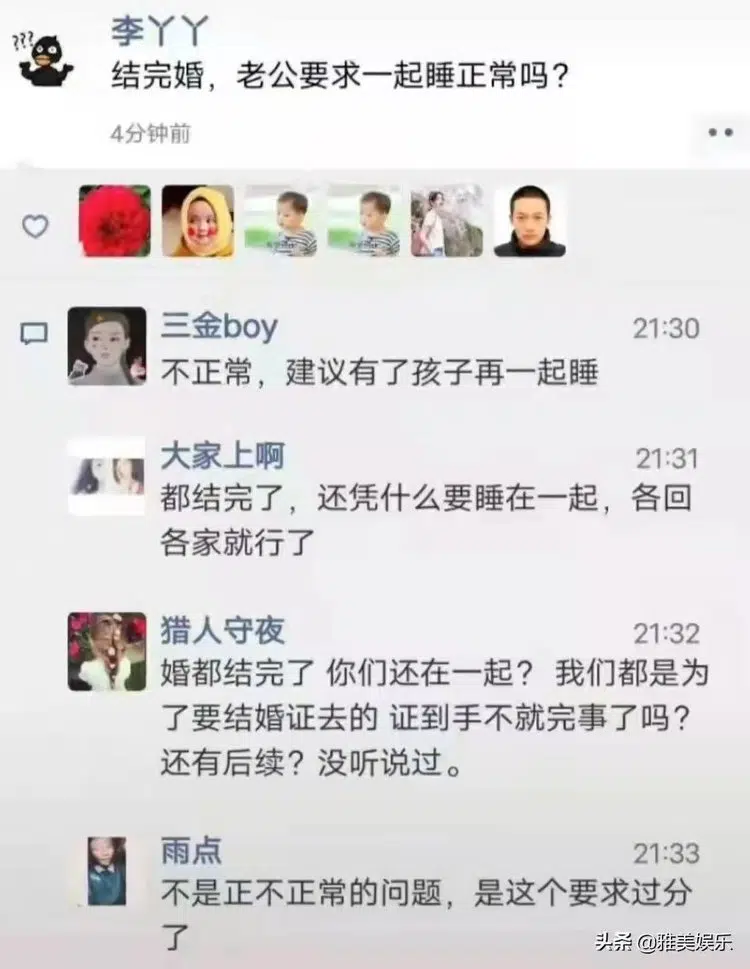 ???
李丫丫
结完婚，老公要求一起睡正常吗？
4分钟前
三金boy
21:30
不正常，建议有了孩子再一起睡
大家上啊
21:31
都结完了，还凭什么要睡在一起，各回
各家就行了
猎人守夜
21:32
婚都结完了 你们还在一起？ 我们都是为
了要结婚证去的 证到手不就完事了吗？
还有后续？没听说过。
雨点
21:33
不是正不正常的问题，是这个要求过分
了
头条 @雅美娱乐